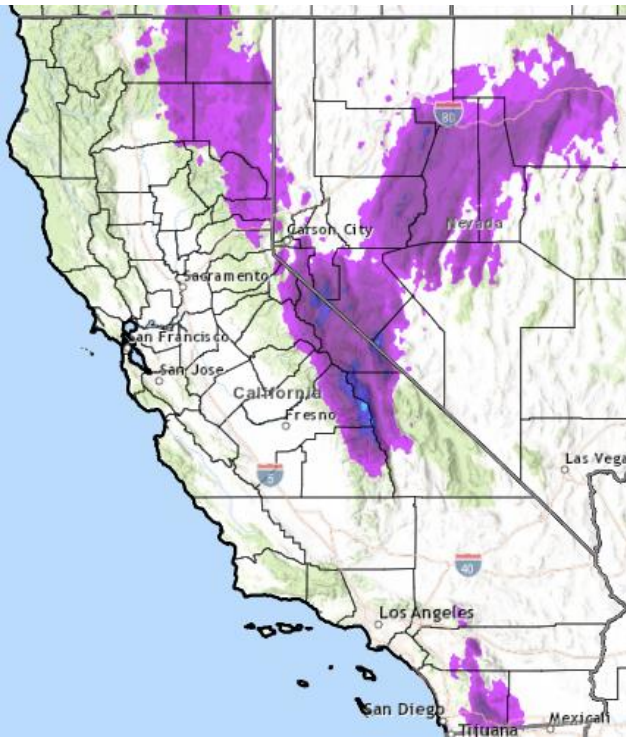 80
Nevada
Carson City
Sacramento
San Francisco
San Jose
California
Fresno
5
Las Vega
40
Los Angeles
San Diego
Tijuana
Mexicali